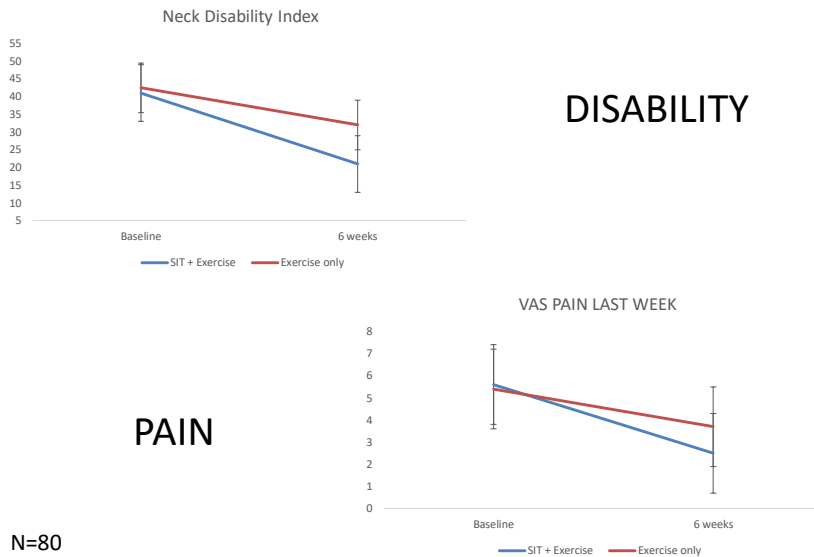 Neck Disability Index
55
50
45
40
35
30
25
20
15
10
5
Baseline 6 weeks
SIT + Exercise Exercise only
DISABILITY
VAS PAIN LAST WEEK
8
7
6
5
4
3
2
1
0
Baseline 6 weeks
SIT + Exercise Exercise only
PAIN
N=80